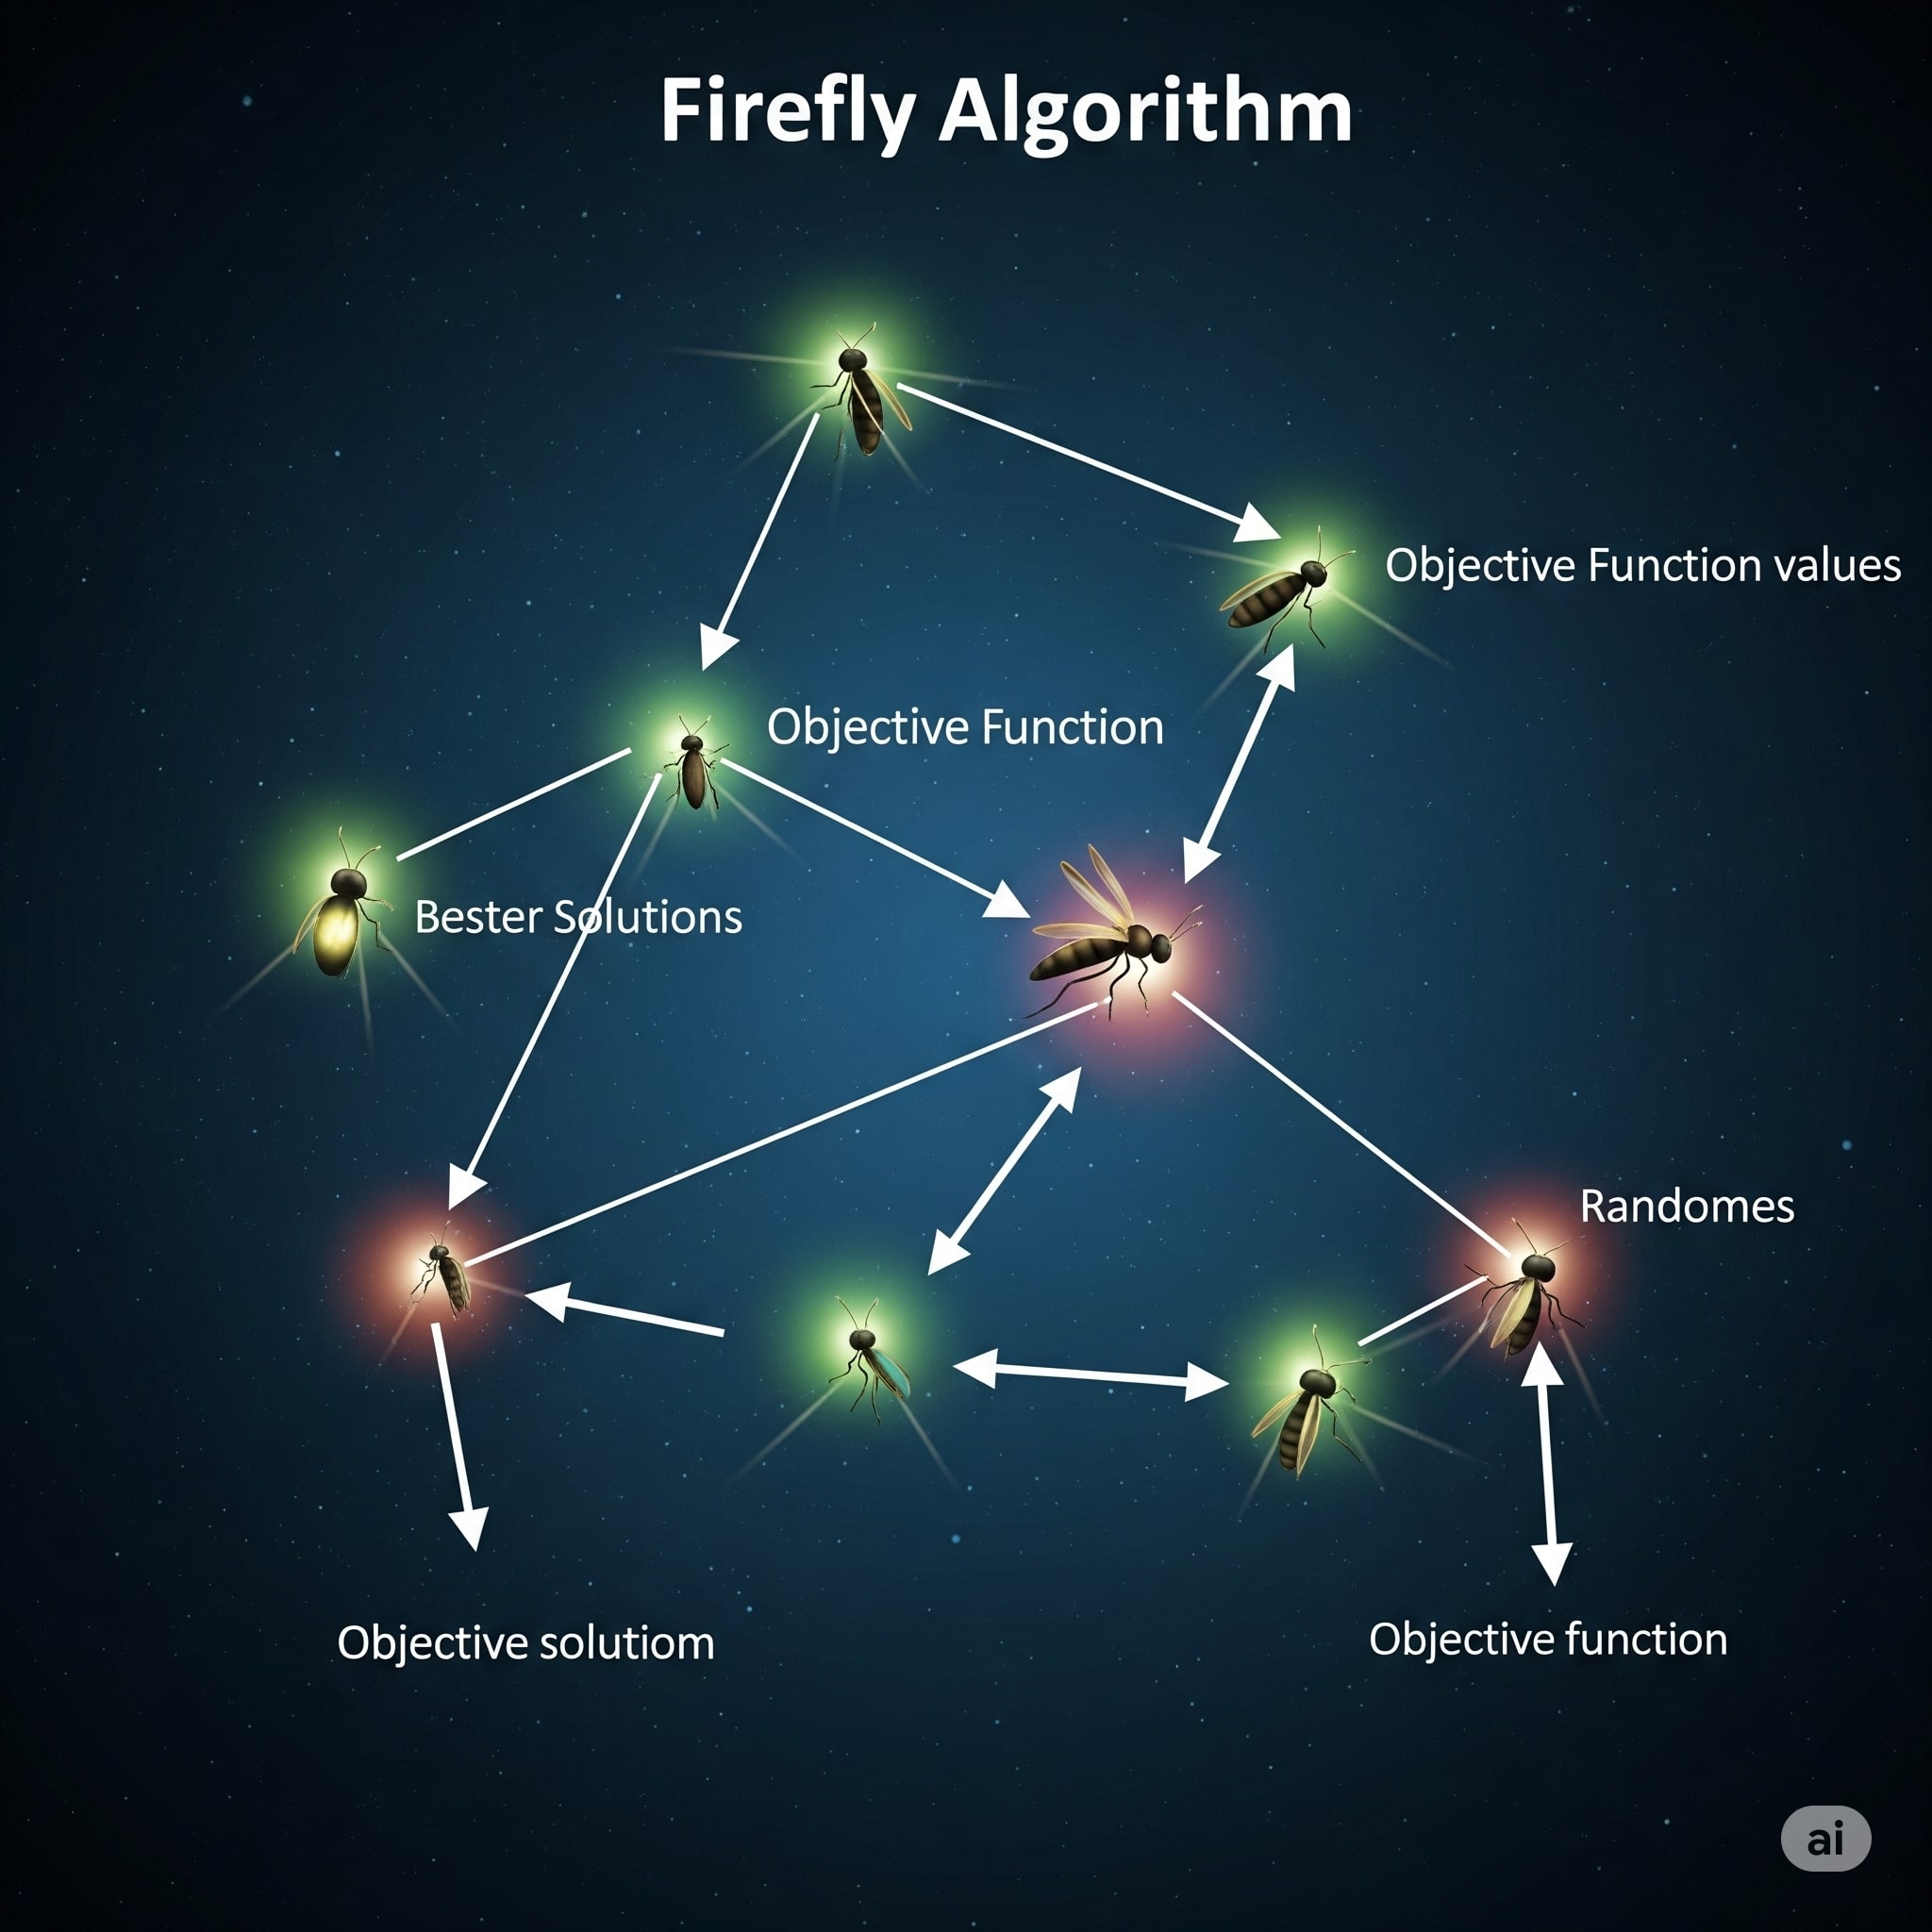 Firefly Algorithm
Objective Function values
Objective Function
Bester Solutions
Randomes
Objective solutiom
Objective function
ai